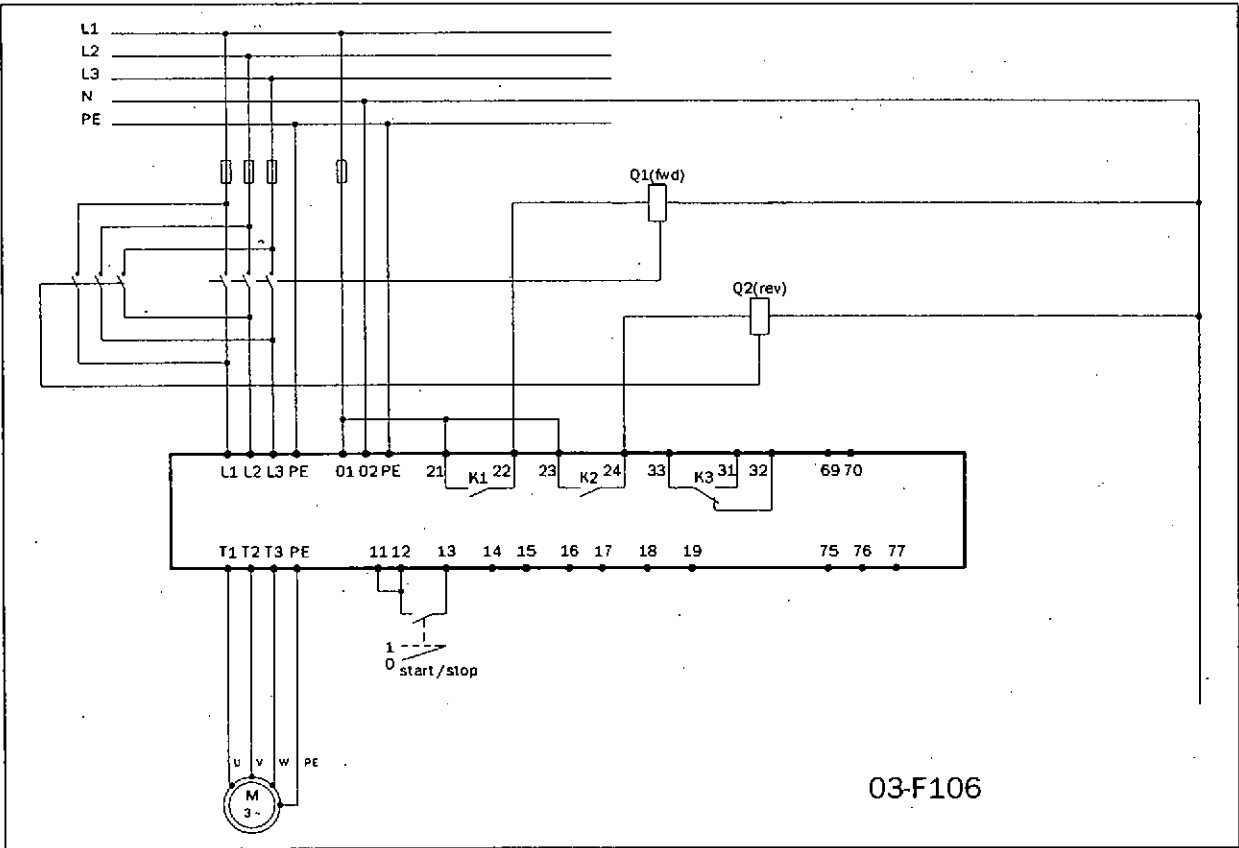 L1
L2
L3
N
PE
Q1(fwd)
Q2(rev)
L1 L2 L3 PE 01 02 PE 21 22 23 24 33 31 32 69 70
K1 K2 K3
T1 T2 T3 PE 11 12 13 14 15 16 17 18 19 75 76 77
1
0 start/stop
U V W PE
M
3~
03-F106